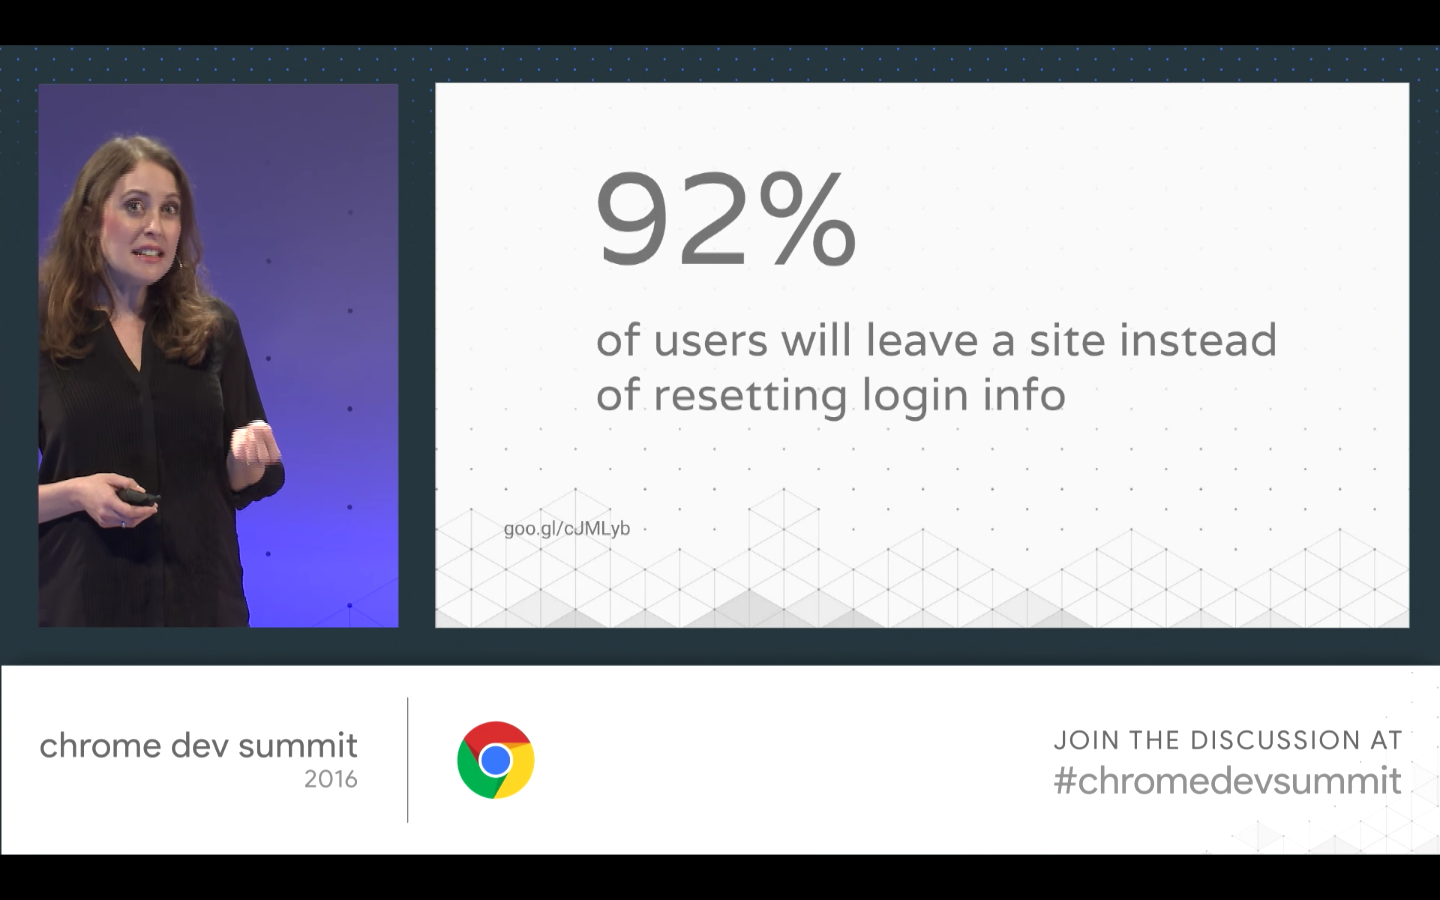 92%
of users will leave a site instead
of resetting login info
goo.gl/cJMLyb
chrome dev summit
2016
JOIN THE DISCUSSION AT
#chromedevsummit